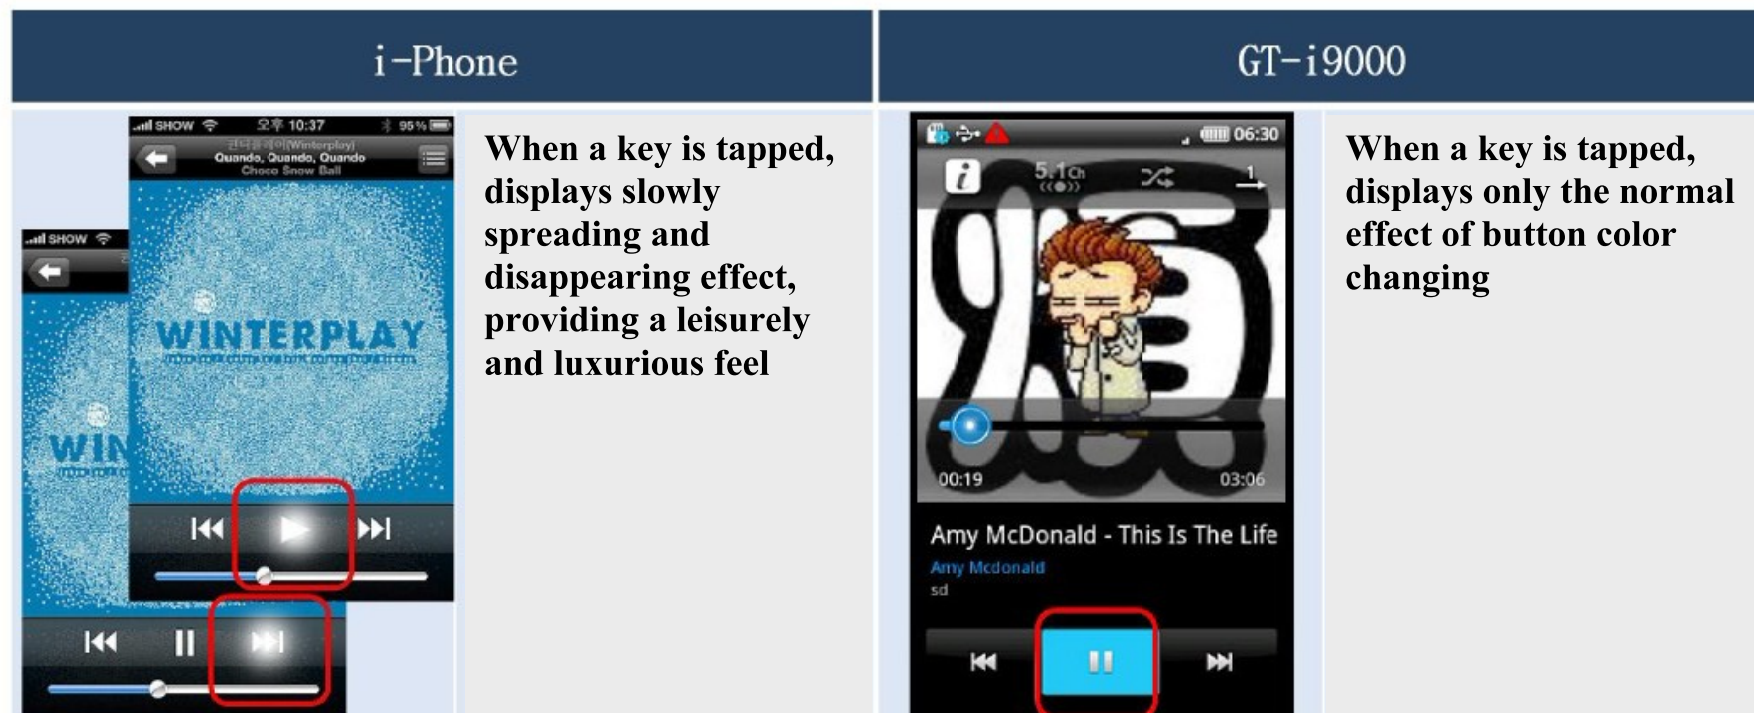 i-Phone
GT-i9000
SHOW 오후 10:37 95%
(Winterplay)
Quando, Quando, Quando
Choco Snow Ball
WINTERPLAY
SHOW
WIN
When a key is tapped,
displays slowly
spreading and
disappearing effect,
providing a leisurely
and luxurious feel
06:30
i 5.1Ch 1
00:19 03:06
Amy McDonald - This Is The Life
Amy Mcdonald
sd
When a key is tapped,
displays only the normal
effect of button color
changing